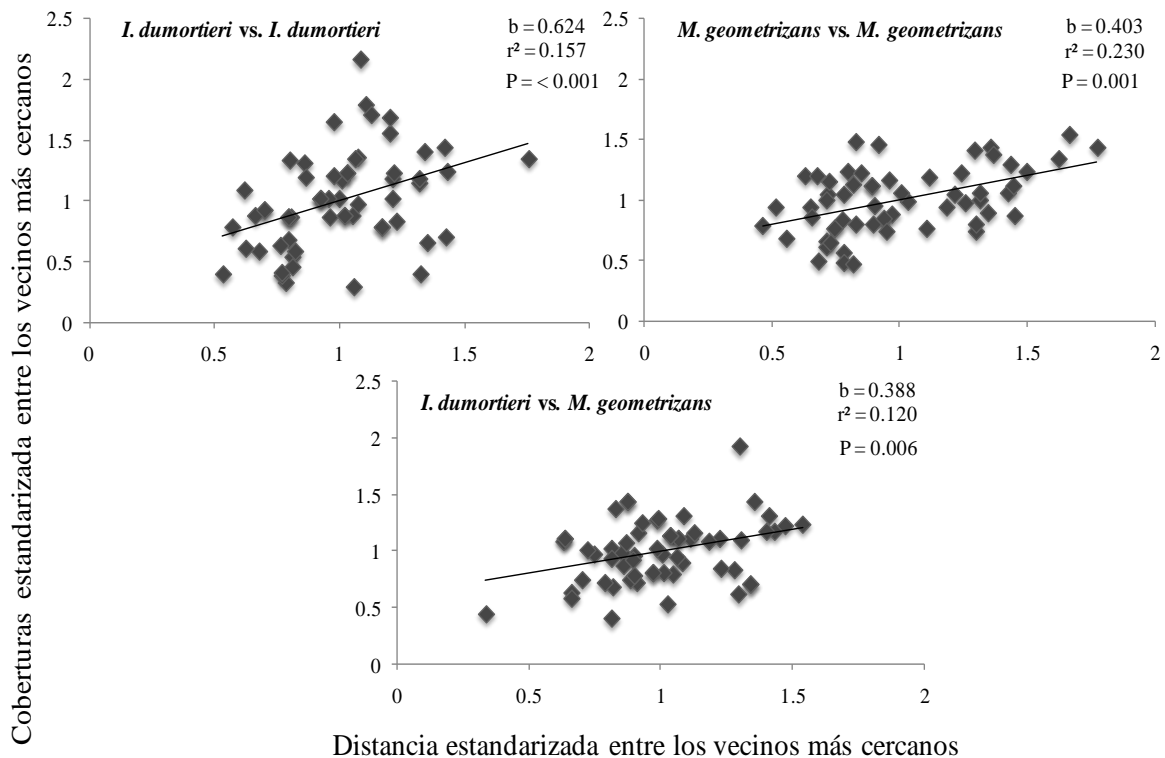 Coberturas estandarizada entre los vecinos más cercanos
I. dumortieri vs. I. dumortieri
b = 0.624
r² = 0.157
P = < 0.001
2.5
2
1.5
1
0.5
0
0 0.5 1 1.5 2
M. geometrizans vs. M. geometrizans
b = 0.403
r² = 0.230
P = 0.001
2.5
2
1.5
1
0.5
0
0 0.5 1 1.5 2
I. dumortieri vs. M. geometrizans
b = 0.388
r² = 0.120
P = 0.006
2.5
2
1.5
1
0.5
0
0 0.5 1 1.5 2
Distancia estandarizada entre los vecinos más cercanos